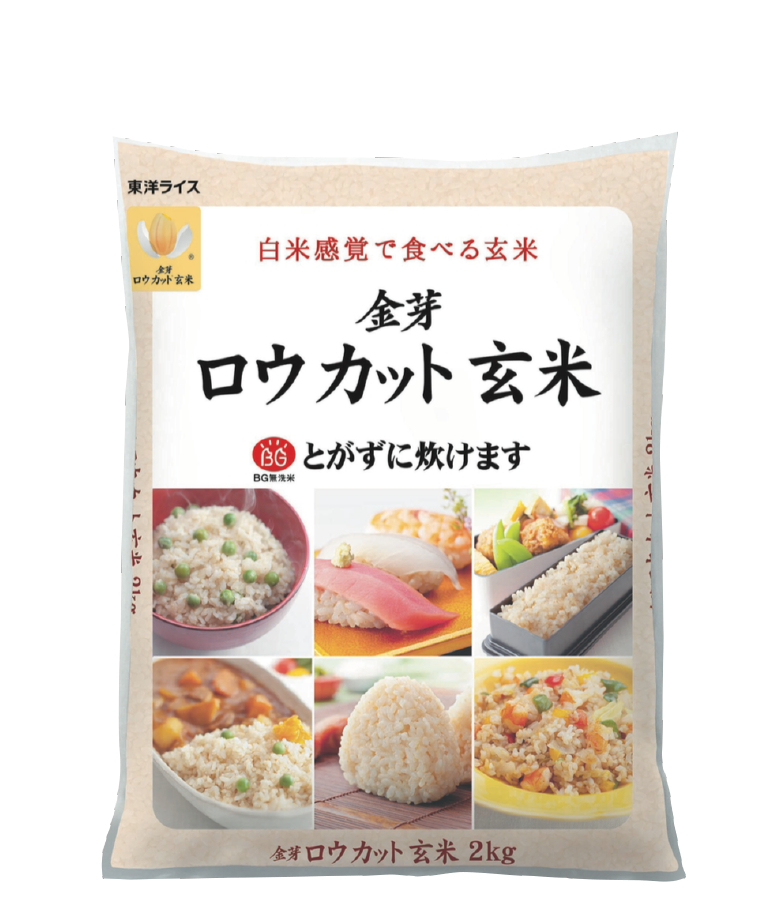 東洋ライス
®
金芽
ロウカット玄米
白米感覚で食べる玄米
金芽
ロウカット玄米
BG
BG無洗米
とがずに炊けます
金芽ロウカット玄米 2kg